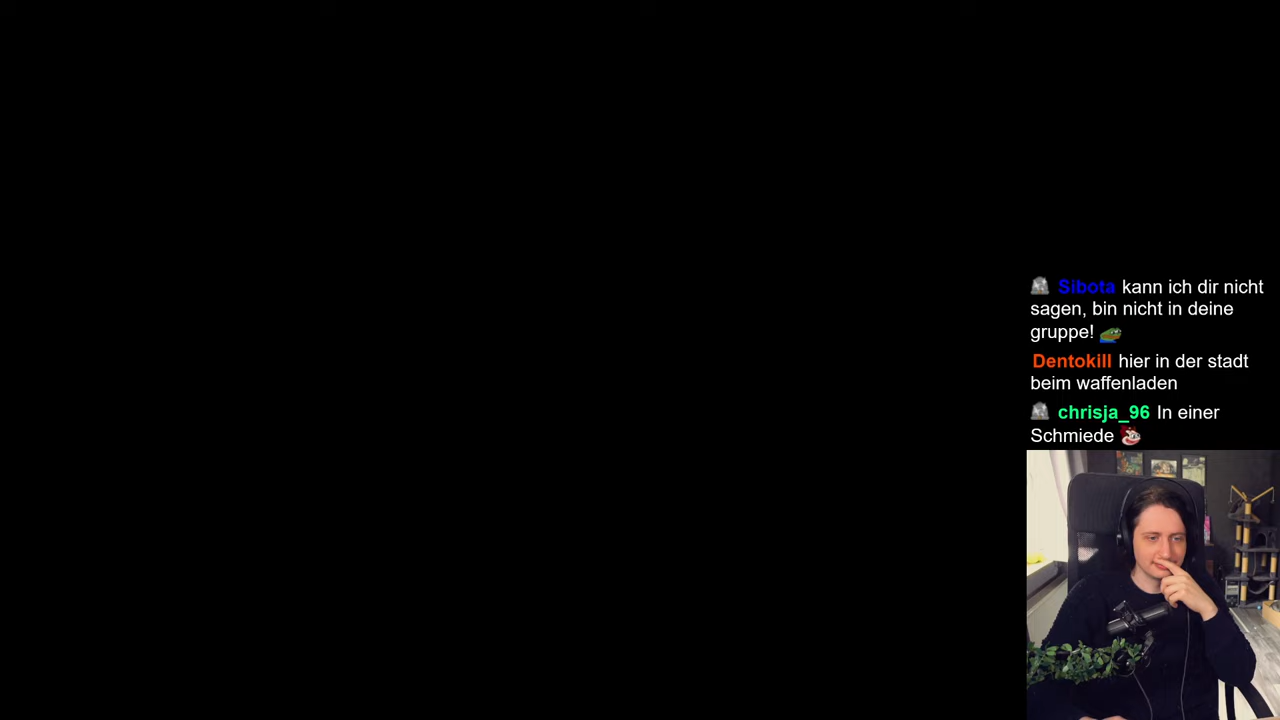 Sibota kann ich dir nicht
sagen, bin nicht in deine
gruppe!
Dentokill hier in der stadt
beim waffenladen
chrisja_96 In einer
Schmiede